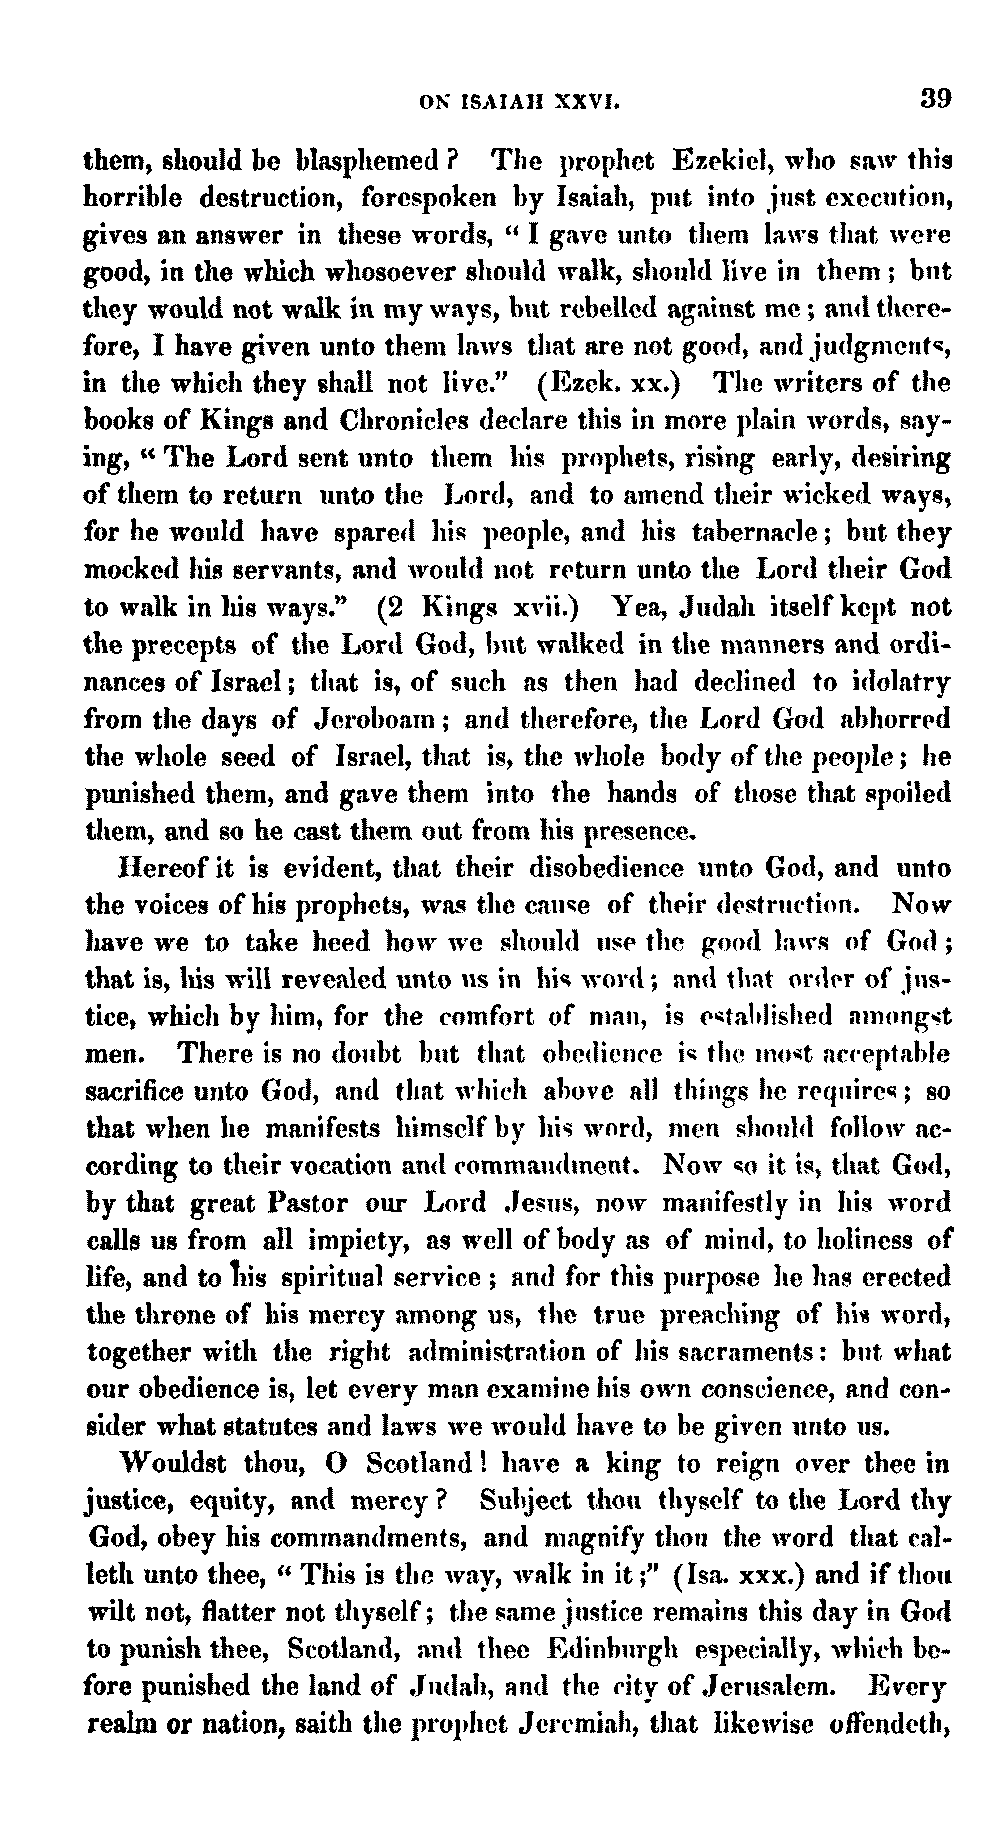 ON ISAIAH XXVI. 39
them, should be blasphemed? The prophet Ezekiel, who saw this
horrible destruction, forespoken by Isaiah, put into just execution,
gives an answer in these words, “ I gave unto them laws that were
good, in the which whosoever should walk, should live in them; but
they would not walk in my ways, but rebelled against me; and there-
fore, I have given unto them laws that are not good, and judgments,
in the which they shall not live.” (Ezek. xx.) The writers of the
books of Kings and Chronicles declare this in more plain words, say-
ing, “ The Lord sent unto them his prophets, rising early, desiring
of them to return unto the Lord, and to amend their wicked ways,
for he would have spared his people, and his tabernacle; but they
mocked his servants, and would not return unto the Lord their God
to walk in his ways.” (2 Kings xvii.) Yea, Judah itself kept not
the precepts of the Lord God, but walked in the manners and ordi-
nances of Israel; that is, of such as then had declined to idolatry
from the days of Jeroboam; and therefore, the Lord God abhorred
the whole seed of Israel, that is, the whole body of the people; he
punished them, and gave them into the hands of those that spoiled
them, and so he cast them out from his presence.
Hereof it is evident, that their disobedience unto God, and unto
the voices of his prophets, was the cause of their destruction. Now
have we to take heed how we should use the good laws of God;
that is, his will revealed unto us in his word; and that order of jus-
tice, which by him, for the comfort of man, is established amongst
men. There is no doubt but that obedience is the most acceptable
sacrifice unto God, and that which above all things he requires; so
that when he manifests himself by his word, men should follow ac-
cording to their vocation and commandment. Now so it is, that God,
by that great Pastor our Lord Jesus, now manifestly in his word
calls us from all impiety, as well of body as of mind, to holiness of
life, and to his spiritual service; and for this purpose he has erected
the throne of his mercy among us, the true preaching of his word,
together with the right administration of his sacraments: but what
our obedience is, let every man examine his own conscience, and con-
sider what statutes and laws we would have to be given unto us.
Wouldst thou, O Scotland! have a king to reign over thee in
justice, equity, and mercy? Subject thou thyself to the Lord thy
God, obey his commandments, and magnify thou the word that cal-
leth unto thee, “ This is the way, walk in it;” (Isa. xxx.) and if thou
wilt not, flatter not thyself; the same justice remains this day in God
to punish thee, Scotland, and thee Edinburgh especially, which be-
fore punished the land of Judah, and the city of Jerusalem. Every
realm or nation, saith the prophet Jeremiah, that likewise offendeth,